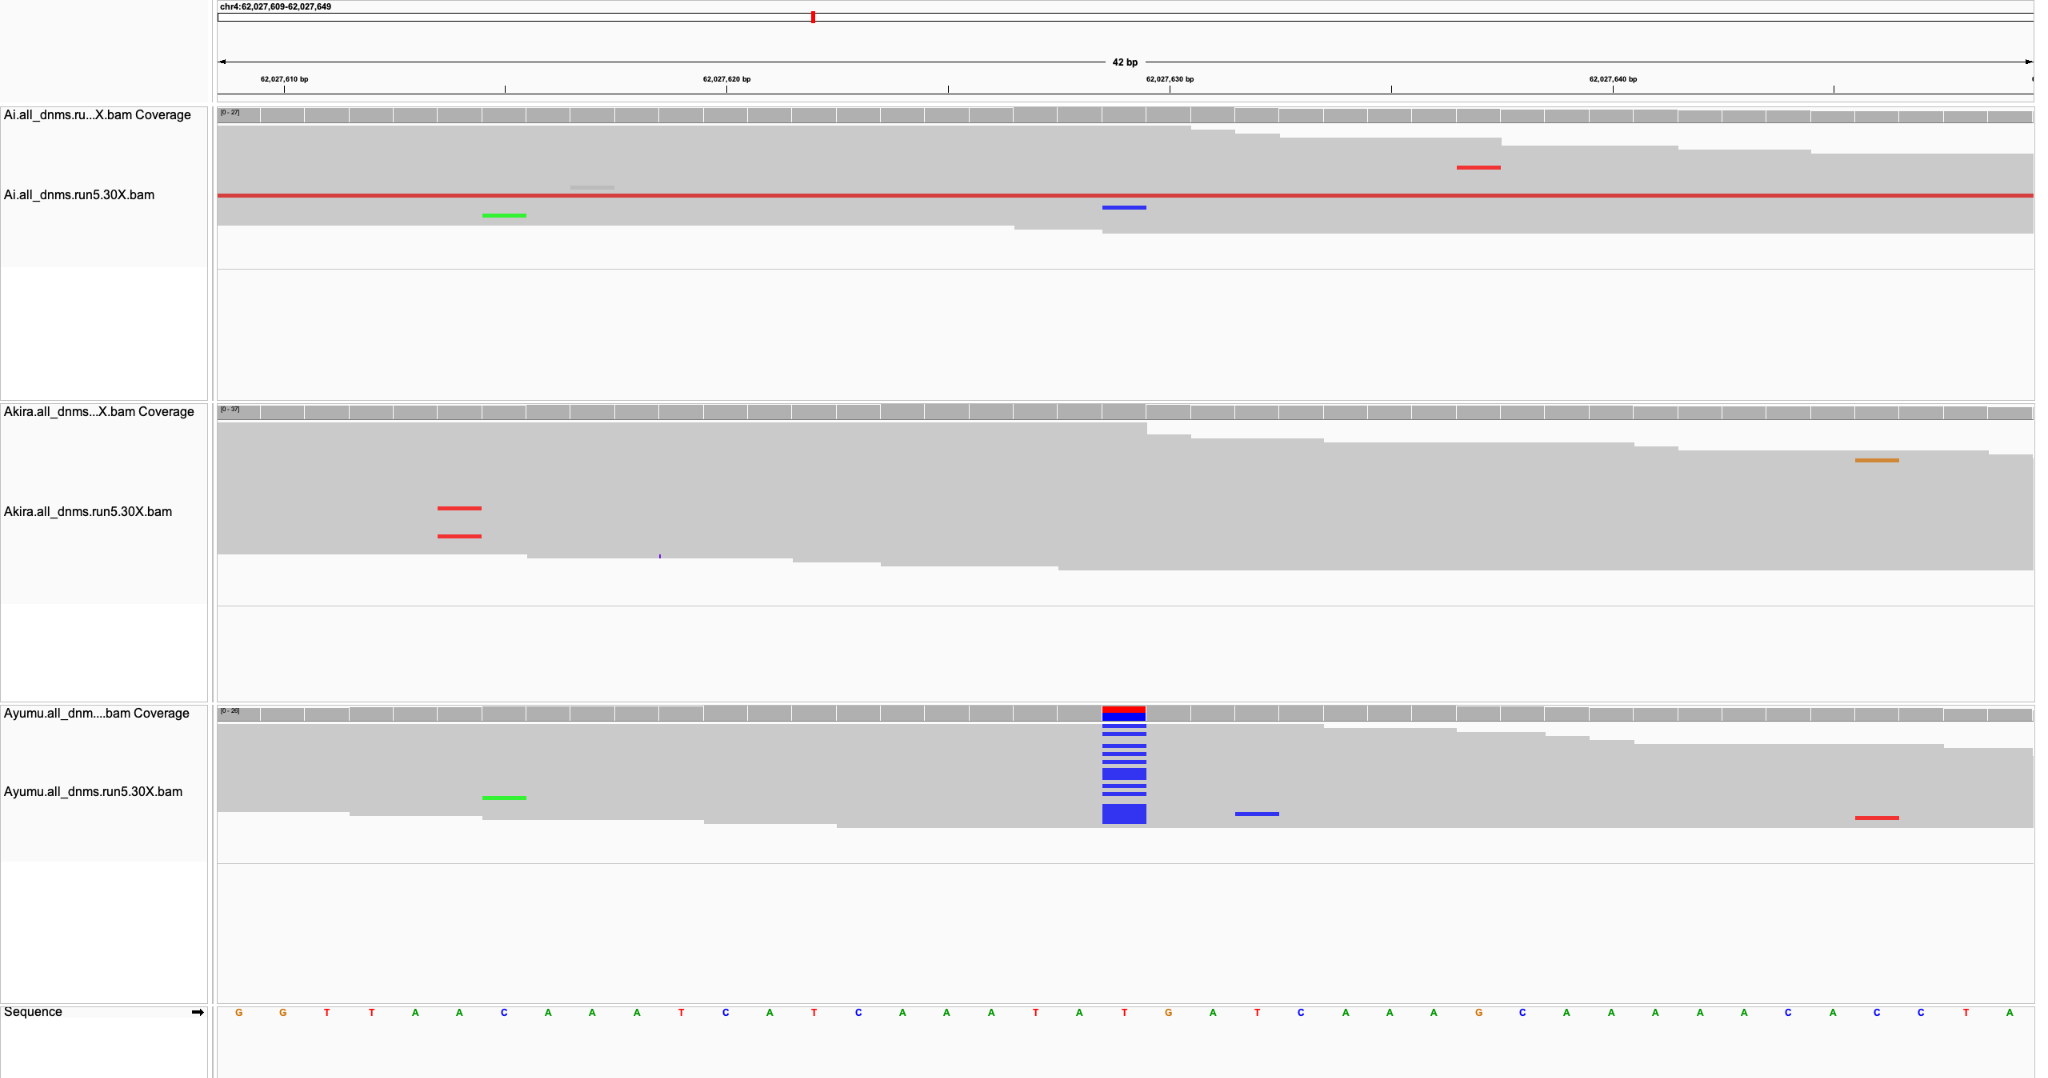 chr4:62,027,609-62,027,649
42 bp
62,027,610 bp 62,027,620 bp 62,027,630 bp 62,027,640 bp
Ai.all_dnms.ru...X.bam Coverage
[0 - 27]
Ai.all_dnms.run5.30X.bam
Akira.all_dnms...X.bam Coverage
[0 - 37]
Akira.all_dnms.run5.30X.bam
Ayumu.all_dnm....bam Coverage
[0 - 26]
Ayumu.all_dnms.run5.30X.bam
Sequence G G T T A A C A A A T C A T C A A A T A T G A T C A A A G C A A A A A C A C C T A